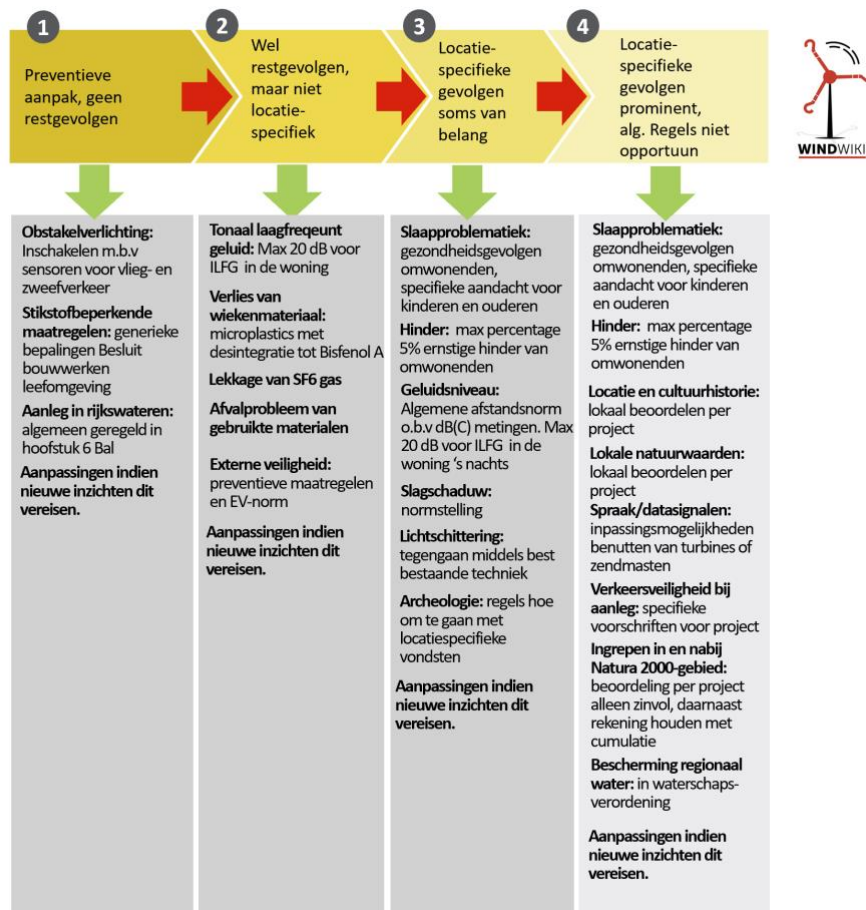 1
Preventieve
aanpak, geen
restgevolgen
2
Wel
restgevolgen,
maar niet
locatie-
specifiek
3
Locatie-
specifieke
gevolgen
soms van
belang
4
Locatie-
specifieke
gevolgen
prominent,
alg. Regels niet
opportuun
WINDWIKI
Obstakelverlichting:
Inschakelen m.b.v
sensoren voor vlieg- en
zweefverkeer
Stikstofbeperkende
maatregelen: generieke
bepalingen Besluit
bouwwerken
leefomgeving
Aanleg in rijkswateren:
algemeen geregeld in
hoofstuk 6 Bal
Aanpassingen indien
nieuwe inzichten dit
vereisen.
Tonaal laagfreqeunt
geluid: Max 20 dB voor
ILFG in de woning
Verlies van
wiekenmateriaal:
microplastics met
desintegratie tot Bisfenol A
Lekkage van SF6 gas
Afvalprobleem van
gebruikte materialen
Externe veiligheid:
preventieve maatregelen
en EV-norm
Aanpassingen indien
nieuwe inzichten dit
vereisen.
Slaapproblematiek:
gezondheidsgevolgen
omwonenden,
specifieke aandacht voor
kinderen en ouderen
Hinder: max percentage
5% ernstige hinder van
omwonenden
Geluidsniveau:
Algemene afstandsnorm
o.b.v dB(C) metingen. Max
20 dB voor ILFG in de
woning ‘s nachts
Slagschaduw:
normstelling
Lichtschittering:
tegengaan middels best
bestaande techniek
Archeologie: regels hoe
om te gaan met
locatiespecifieke
vondsten
Aanpassingen indien
nieuwe inzichten dit
vereisen.
Slaapproblematiek:
gezondheidsgevolgen
omwonenden, specifieke
aandacht voor kinderen
en ouderen
Hinder: max percentage
5% ernstige hinder van
omwonenden
Locatie en cultuurhistorie:
lokaal beoordelen per
project
Lokale natuurwaarden:
lokaal beoordelen per
project
Spraak/datasignalen:
inpassingsmogelijkheden
benutten van turbines of
zendmasten
Verkeersveiligheid bij
aanleg: specifieke
voorschriften voor project
Ingrepen in en nabij
Natura 2000-gebied:
beoordeling per project
alleen zinvol, daarnaast
rekening houden met
cumulatie
Bescherming regionaal
water: in waterschaps-
verordening
Aanpassingen indien
nieuwe inzichten dit
vereisen.